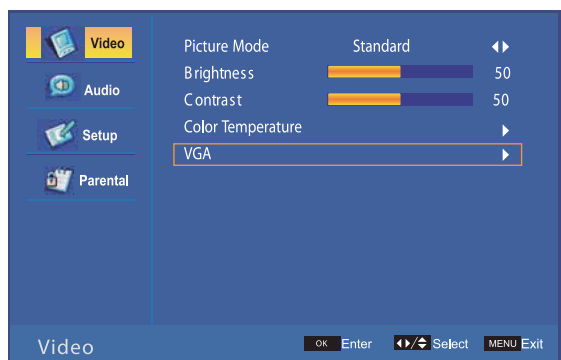 Video
Audio
Setup
Parental
Picture Mode Standard
Brightness 50
Contrast 50
Color Temperature
VGA
Video
OK Enter Select MENU Exit